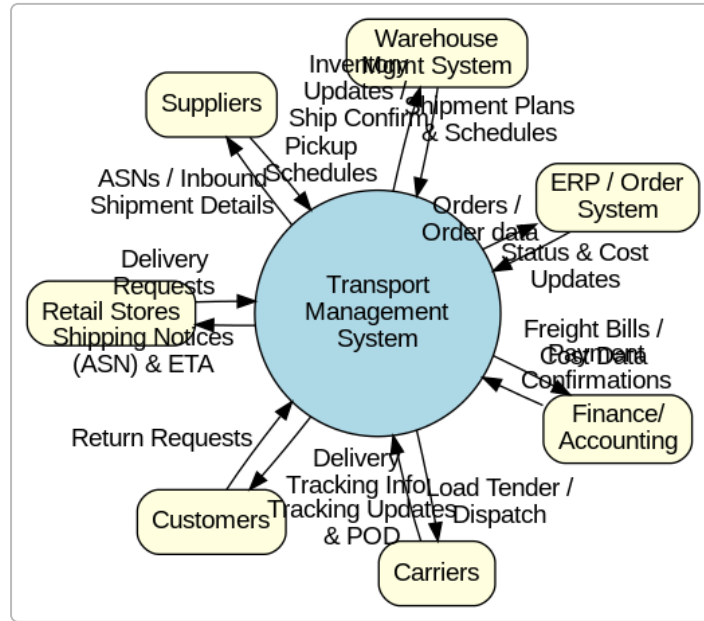 Warehouse
Mgmt System
Inventory
Updates /
Ship Confirm
Shipment Plans
& Schedules
Suppliers
Pickup
Schedules
ASNs / Inbound
Shipment Details
ERP / Order
System
Orders /
Order data
Status & Cost
Updates
Delivery
Requests
Retail Stores
Shipping Notices
(ASN) & ETA
Transport
Management
System
Freight Bills /
Cost Data
Payment
Confirmations
Finance/
Accounting
Return Requests
Customers
Delivery
Tracking Info
Tracking Updates
& POD
Load Tender /
Dispatch
Carriers